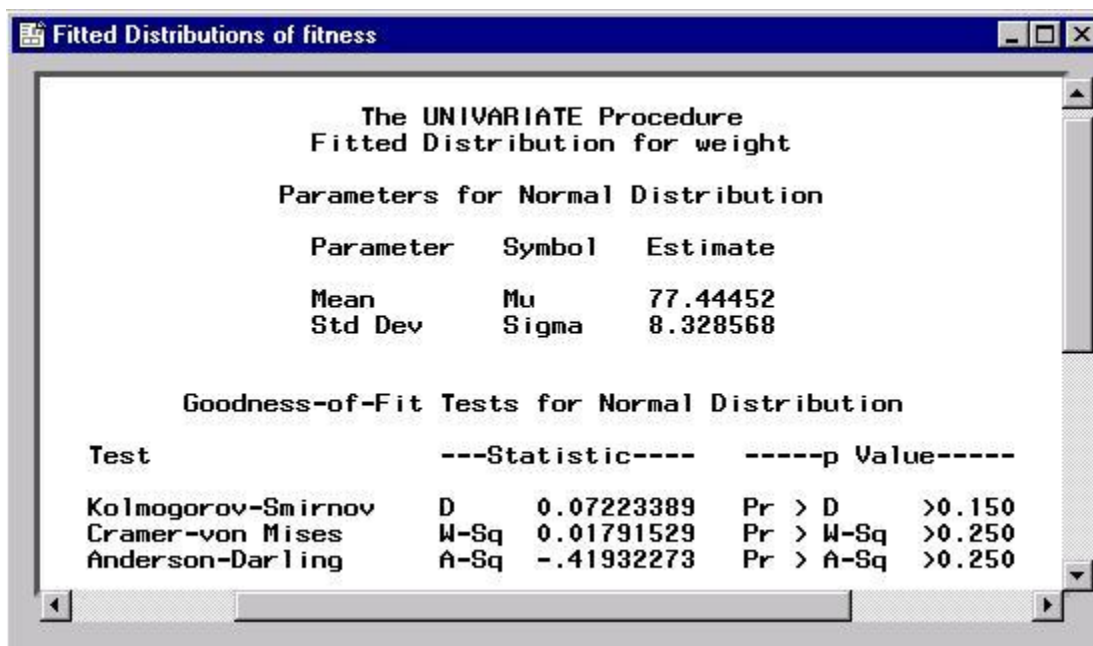 Fitted Distributions of fitness
The UNIVARIATE Procedure
Fitted Distribution for weight
Parameters for Normal Distribution
Parameter Symbol Estimate
Mean Mu 77.44452
Std Dev Sigma 8.328568
Goodness-of-Fit Tests for Normal Distribution
Test ---Statistic---- -----p Value-----
Kolmogorov-Smirnov D 0.07223389 Pr > D >0.150
Cramer-von Mises W-Sq 0.01791529 Pr > W-Sq >0.250
Anderson-Darling A-Sq -.41932273 Pr > A-Sq >0.250